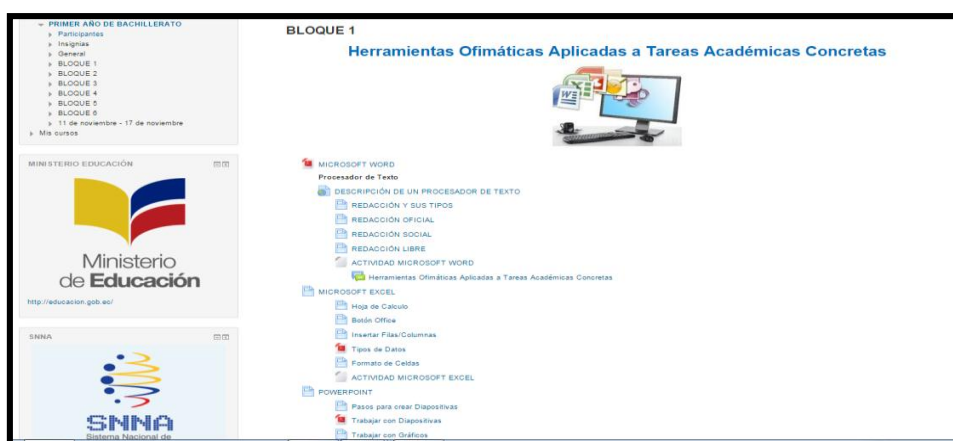 PRIMER AÑO DE BACHILLERATO
Participantes
Insignias
General
BLOQUE 1
BLOQUE 2
BLOQUE 3
BLOQUE 4
BLOQUE 5
BLOQUE 6
11 de noviembre - 17 de noviembre
Mis cursos
MINISTERIO EDUCACIÓN
Ministerio
de Educación
http://educacion.gob.ec/
SNNA
SNNA
Sistema Nacional de
BLOQUE 1
Herramientas Ofimáticas Aplicadas a Tareas Académicas Concretas
MICROSOFT WORD
Procesador de Texto
DESCRIPCIÓN DE UN PROCESADOR DE TEXTO
REDACCIÓN Y SUS TIPOS
REDACCIÓN OFICIAL
REDACCIÓN SOCIAL
REDACCIÓN LIBRE
ACTIVIDAD MICROSOFT WORD
Herramientas Ofimáticas Aplicadas a Tareas Académicas Concretas
MICROSOFT EXCEL
Hoja de Calculo
Botón Office
Insertar Filas/Columnas
Tipos de Datos
Formato de Celdas
ACTIVIDAD MICROSOFT EXCEL
POWERPOINT
Pasos para crear Diapositivas
Trabajar con Diapositivas
Trabajar con Gráficos